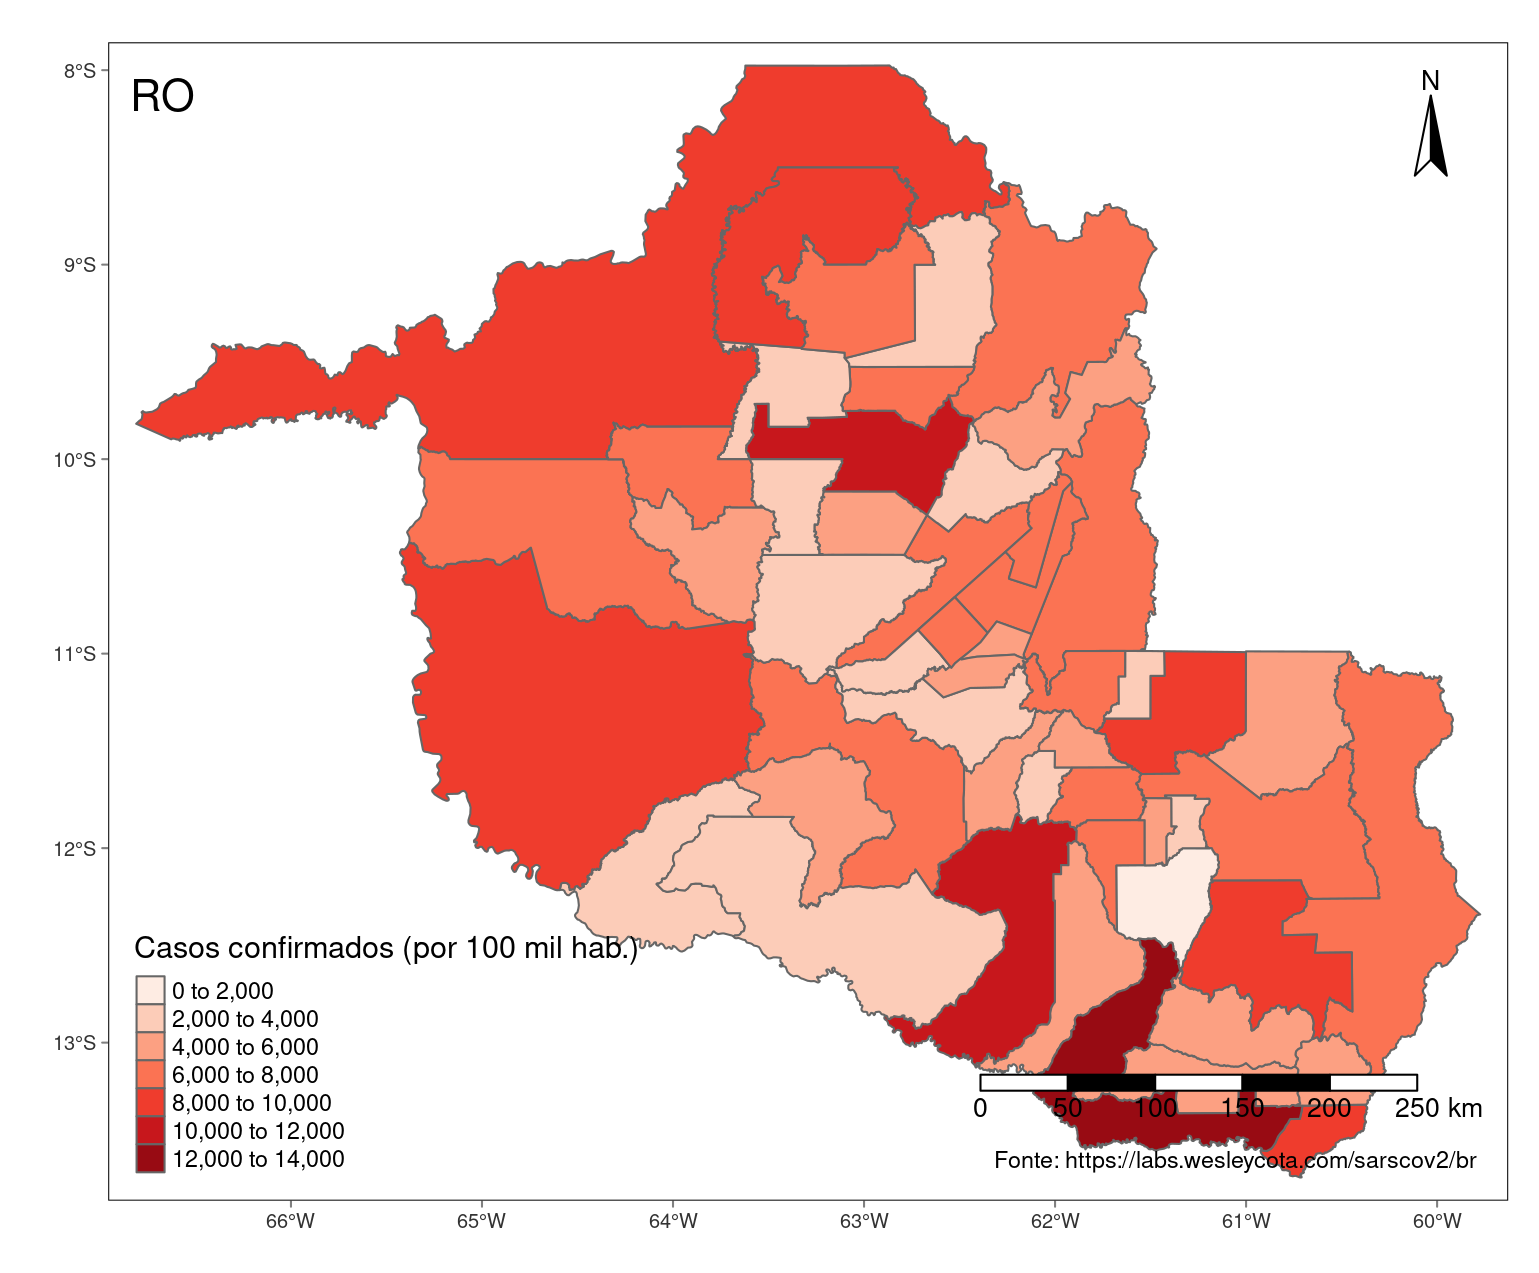 RO
N
8°S
9°S
10°S
11°S
12°S
13°S
Casos confirmados (por 100 mil hab.)
0 to 2,000
2,000 to 4,000
4,000 to 6,000
6,000 to 8,000
8,000 to 10,000
10,000 to 12,000
12,000 to 14,000
0 50 100 150 200 250 km
Fonte: https://labs.wesleycota.com/sarscov2/br
66°W 65°W 64°W 63°W 62°W 61°W 60°W